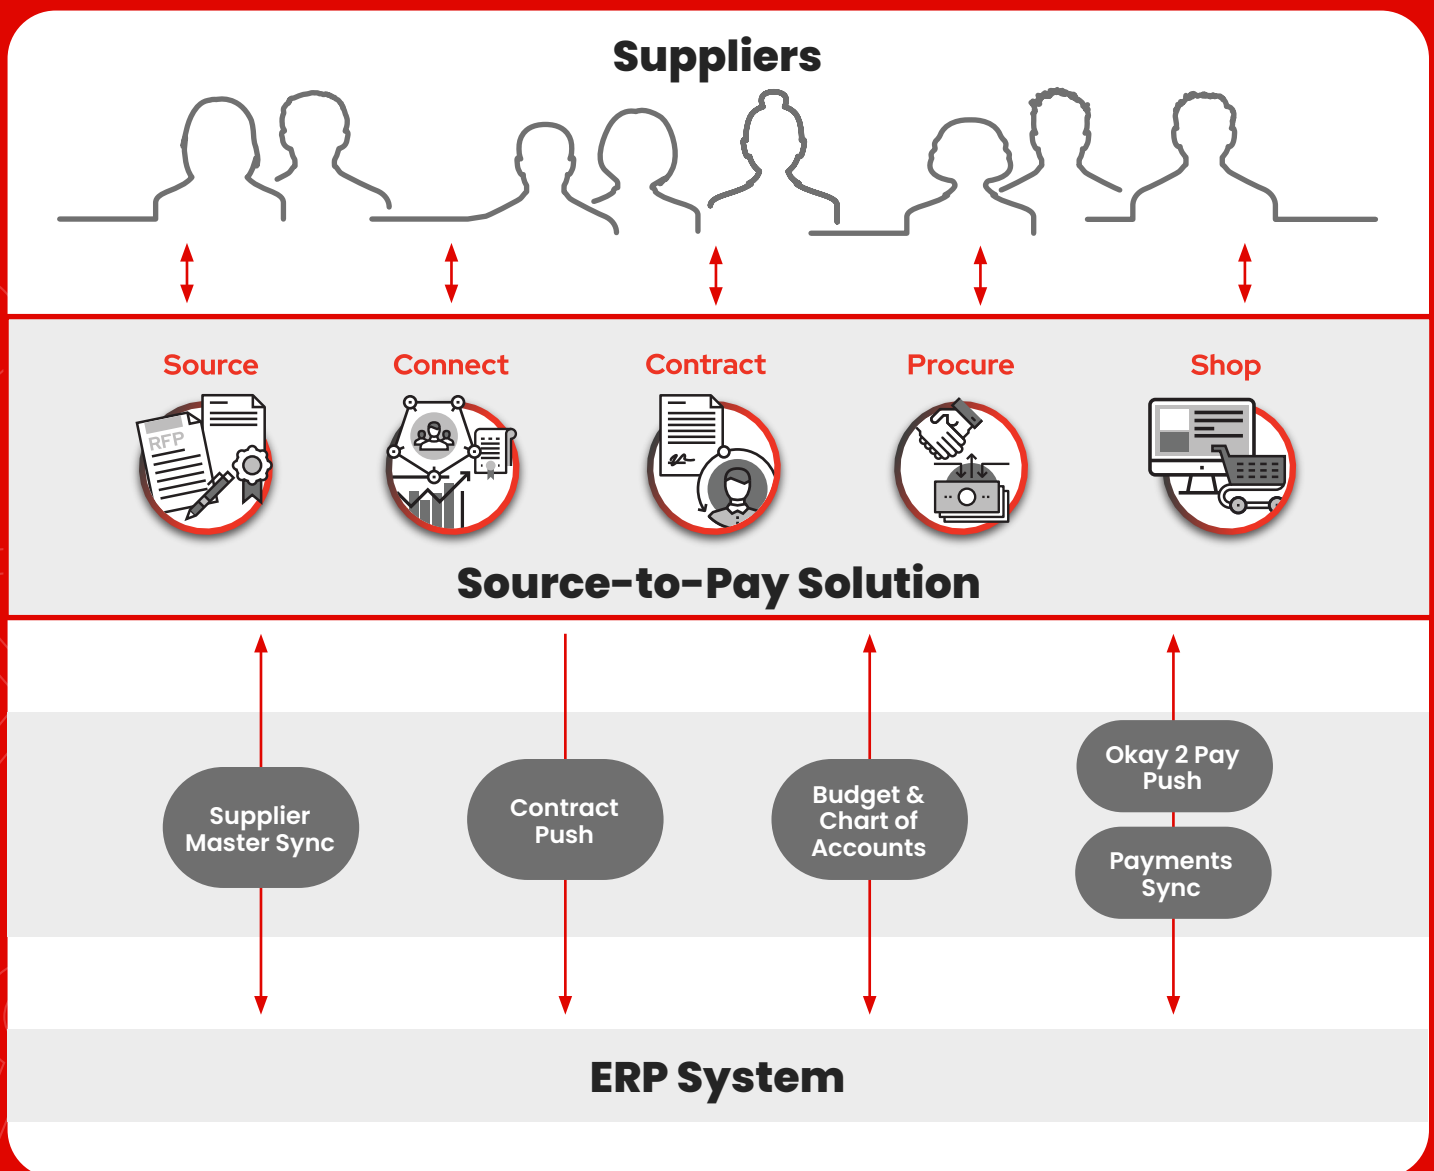 Suppliers
Source
Connect
Contract
Procure
Shop
RFP
Source-to-Pay Solution
Supplier
Master Sync
Contract
Push
Budget &
Chart of
Accounts
Okay 2 Pay
Push
Payments
Sync
ERP System